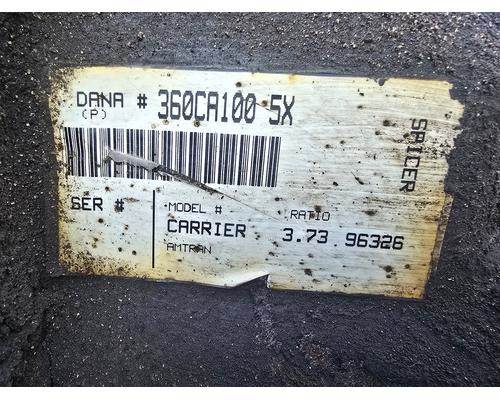 DANA # 360CA100 5X
(P)
SPICER
SER #
MODEL # RATIO
CARRIER 3.73 96326
AMTRAN